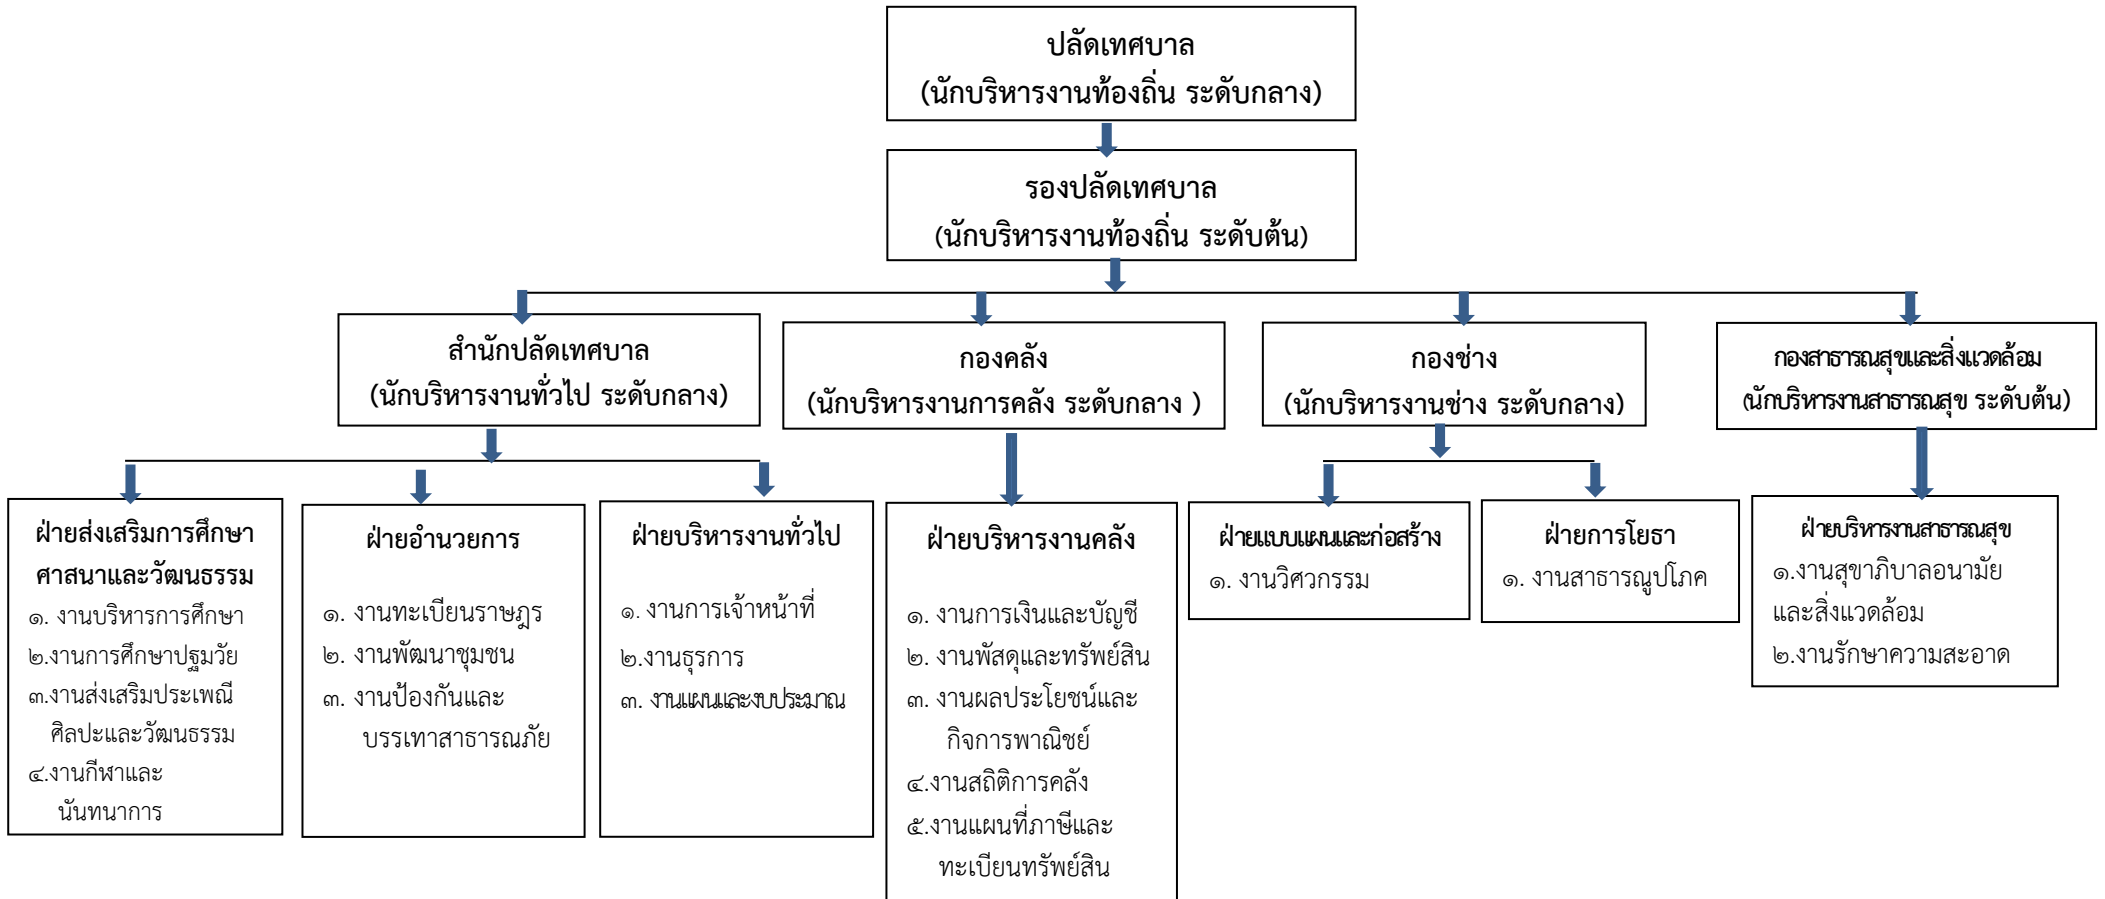 ปลัดเทศบาล
(นักบริหารงานท้องถิ่น ระดับกลาง)
รองปลัดเทศบาล
(นักบริหารงานท้องถิ่น ระดับต้น)
สำนักปลัดเทศบาล
(นักบริหารงานทั่วไป ระดับกลาง)
กองคลัง
(นักบริหารงานการคลัง ระดับกลาง )
กองช่าง
(นักบริหารงานช่าง ระดับกลาง)
กองสาธารณสุขและสิ่งแวดล้อม
(นักบริหารงานสาธารณสุข ระดับต้น)
ฝ่ายส่งเสริมการศึกษา
ศาสนาและวัฒนธรรม
๑. งานบริหารการศึกษา
๒.งานการศึกษาปฐมวัย
๓.งานส่งเสริมประเพณี
ศิลปะและวัฒนธรรม
๔.งานกีฬาและ
นันทนาการ
ฝ่ายอำนวยการ
๑. งานทะเบียนราษฎร
๒. งานพัฒนาชุมชน
๓. งานป้องกันและ
บรรเทาสาธารณภัย
ฝ่ายบริหารงานทั่วไป
๑. งานการเจ้าหน้าที่
๒.งานธุรการ
๓. งานแผนและงบประมาณ
ฝ่ายบริหารงานคลัง
๑. งานการเงินและบัญชี
๒. งานพัสดุและทรัพย์สิน
๓. งานผลประโยชน์และ
กิจการพาณิชย์
๔.งานสถิติการคลัง
๕.งานแผนที่ภาษีและ
ทะเบียนทรัพย์สิน
ฝ่ายแบบแผนและก่อสร้าง
๑. งานวิศวกรรม
ฝ่ายการโยธา
๑. งานสาธารณูปโภค
ฝ่ายบริหารงานสาธารณสุข
๑.งานสุขาภิบาลอนามัย
และสิ่งแวดล้อม
๒.งานรักษาความสะอาด